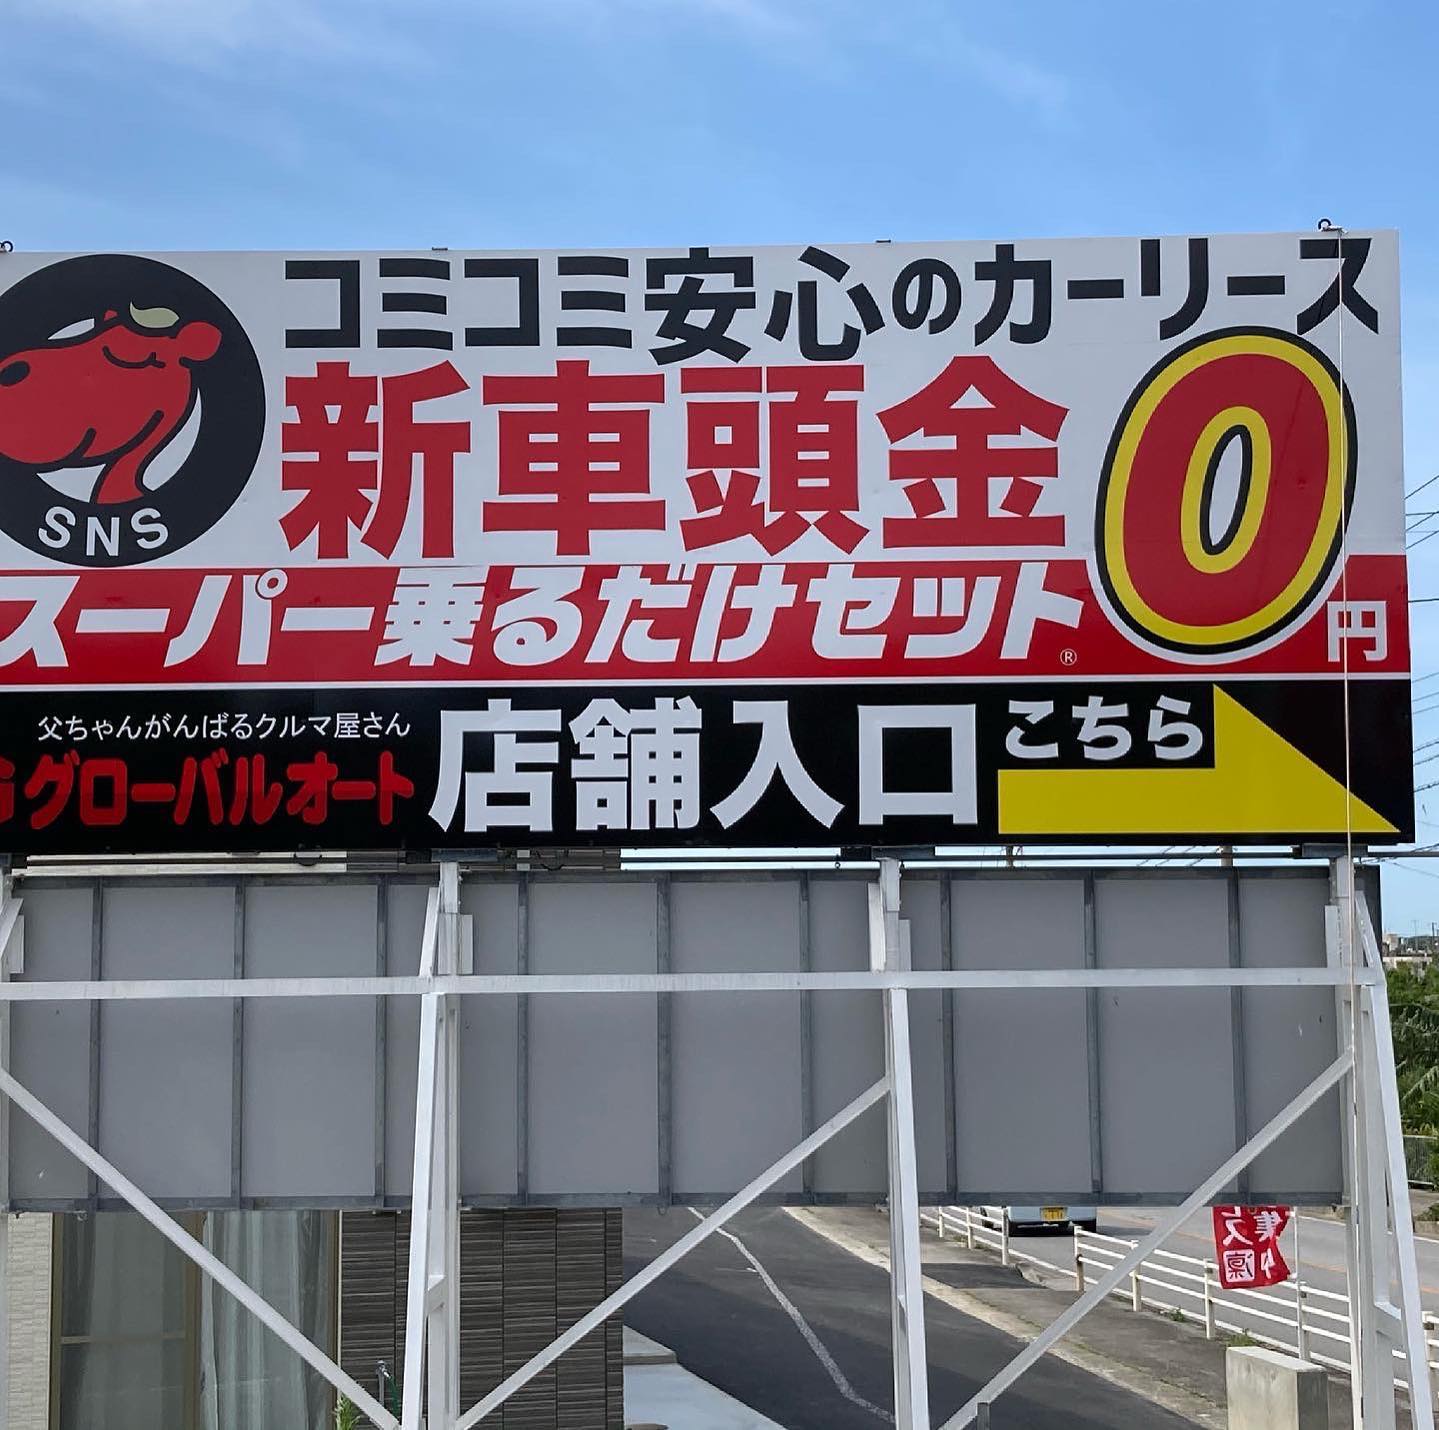 コミコミ安心のカーリース
新車頭金0円
SNS
スーパー乗るだけセット®
父ちゃんがんばるクルマ屋さん
グローバルオート
店舗入口こちら